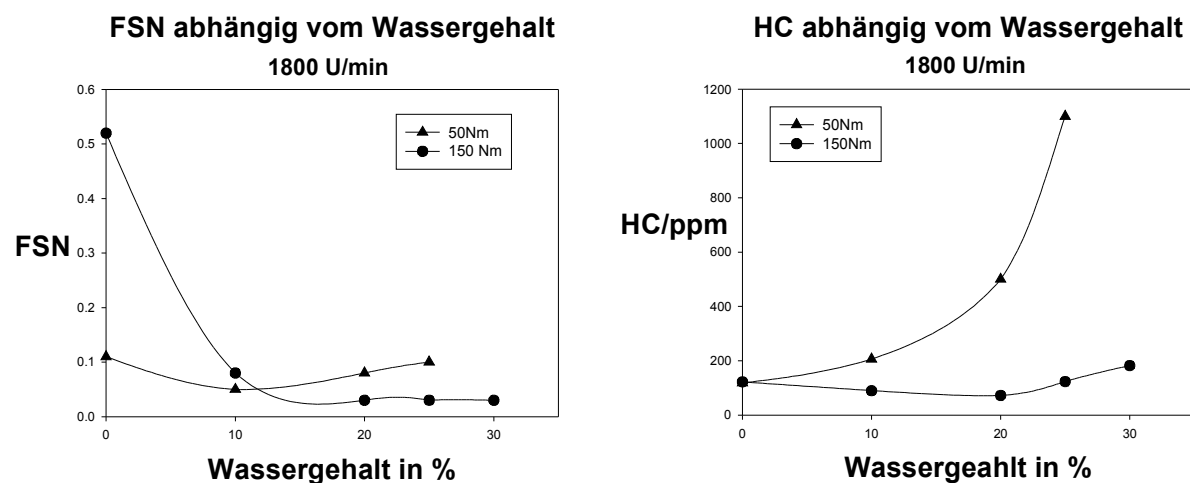 FSN abhängig vom Wassergehalt
1800 U/min
0.6
0.5
0.4
0.3
0.2
0.1
0.0
FSN
50Nm
150 Nm
0
10
20
30
Wassergehalt in %
HC abhängig vom Wassergehalt
1800 U/min
1200
1000
800
600
400
200
0
HC/ppm
50Nm
150Nm
0
10
20
30
Wasseergeahlt in %